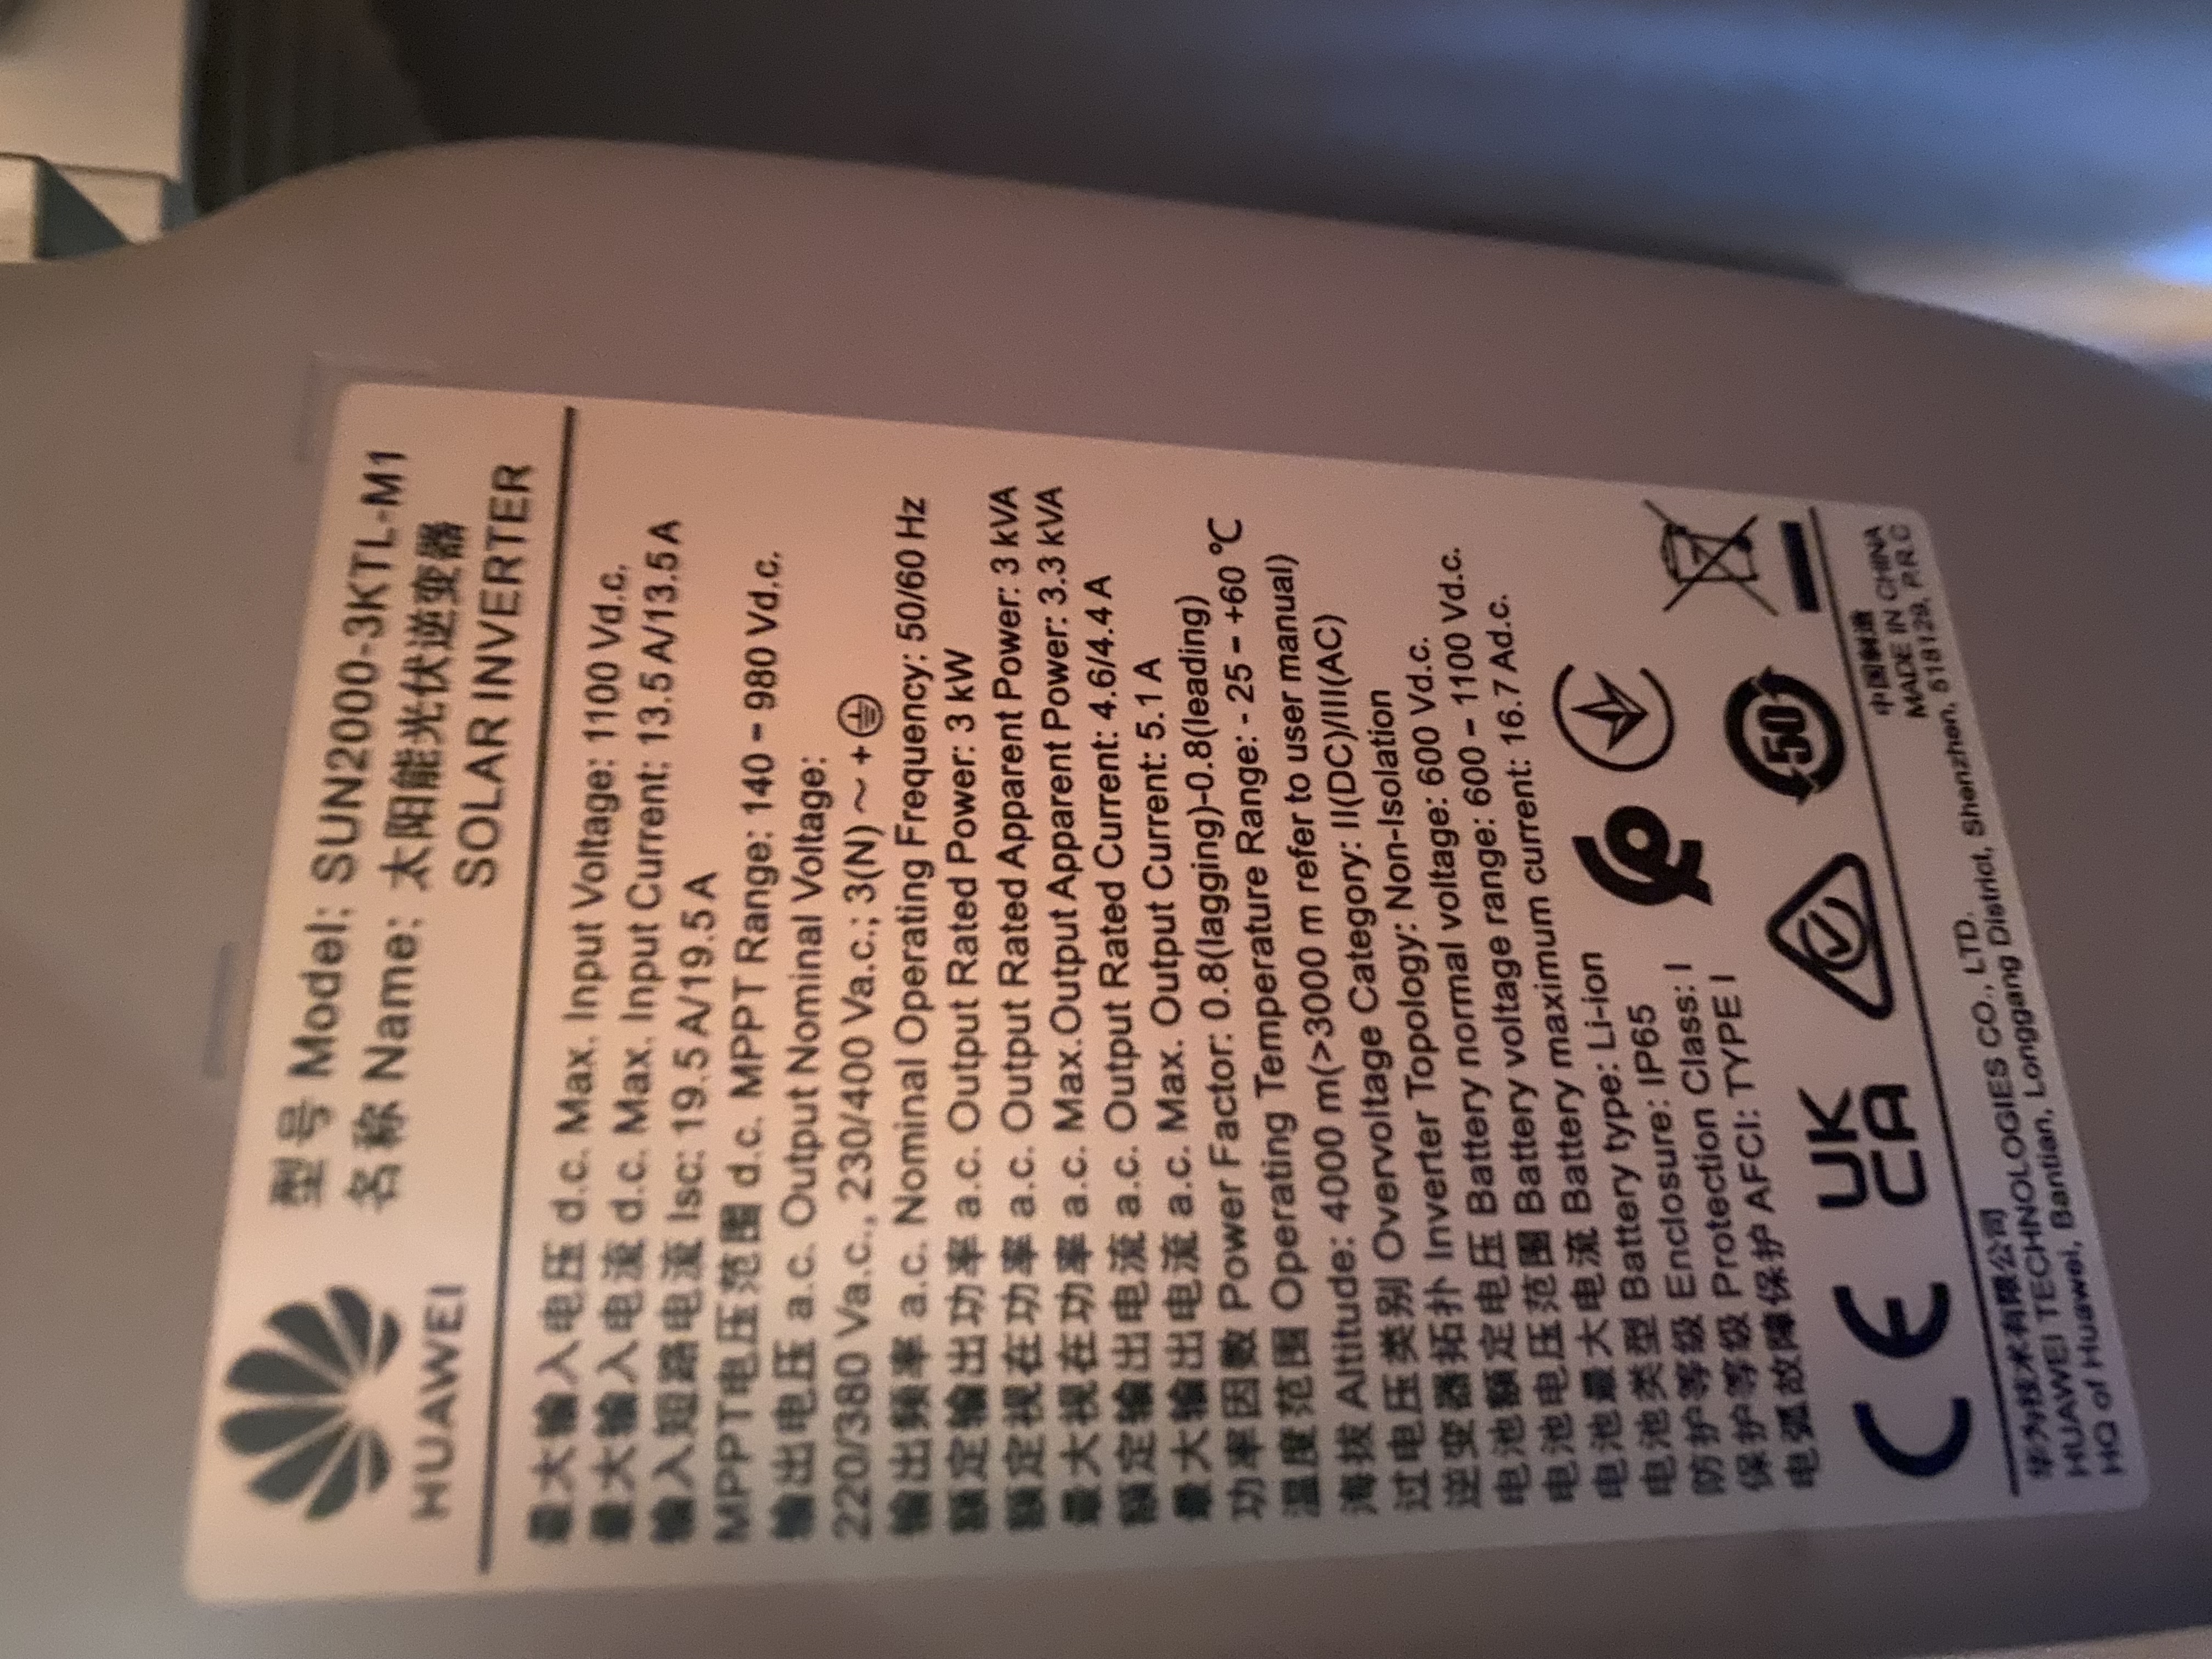 HUAWEI
型号 Model: SUN2000-3KTL-M1
名称 Name: 太阳能光伏逆变器
SOLAR INVERTER
最大输入电压 d.c. Max. Input Voltage: 1100 Vd.c.
最大输入电流 d.c. Max. Input Current: 13.5 A/13.5 A
输入短路电流 Isc: 19.5 A/19.5 A
MPPT电压范围 d.c. MPPT Range: 140 – 980 Vd.c.
输出电压 a.c. Output Nominal Voltage:
220/380 Va.c., 230/400 Va.c.; 3(N) ~ + ⏚
输出频率 a.c. Nominal Operating Frequency: 50/60 Hz
额定输出功率 a.c. Output Rated Power: 3 kW
额定视在功率 a.c. Output Rated Apparent Power: 3 kVA
最大视在功率 a.c. Max.Output Apparent Power: 3.3 kVA
额定输出电流 a.c. Output Rated Current: 4.6/4.4 A
最大输出电流 a.c. Max. Output Current: 5.1 A
功率因数 Power Factor: 0.8(lagging)-0.8(leading)
温度范围 Operating Temperature Range: - 25 – +60 ℃
海拔 Altitude: 4000 m(>3000 m refer to user manual)
过电压类别 Overvoltage Category: II(DC)/III(AC)
逆变器拓扑 Inverter Topology: Non-Isolation
电池额定电压 Battery normal voltage: 600 Vd.c.
电池电压范围 Battery voltage range: 600 – 1100 Vd.c.
电池最大电流 Battery maximum current: 16.7 Ad.c.
电池类型 Battery type: Li-ion
防护等级 Enclosure: IP65
保护等级 Protection Class: I
电弧故障保护 AFCI: TYPE I
CE
UK
CA
50
中国制造
MADE IN CHINA
华为技术有限公司
HUAWEI TECHNOLOGIES CO., LTD.
HQ of Huawei, Bantian, Longgang District, Shenzhen, 518129, P.R.C